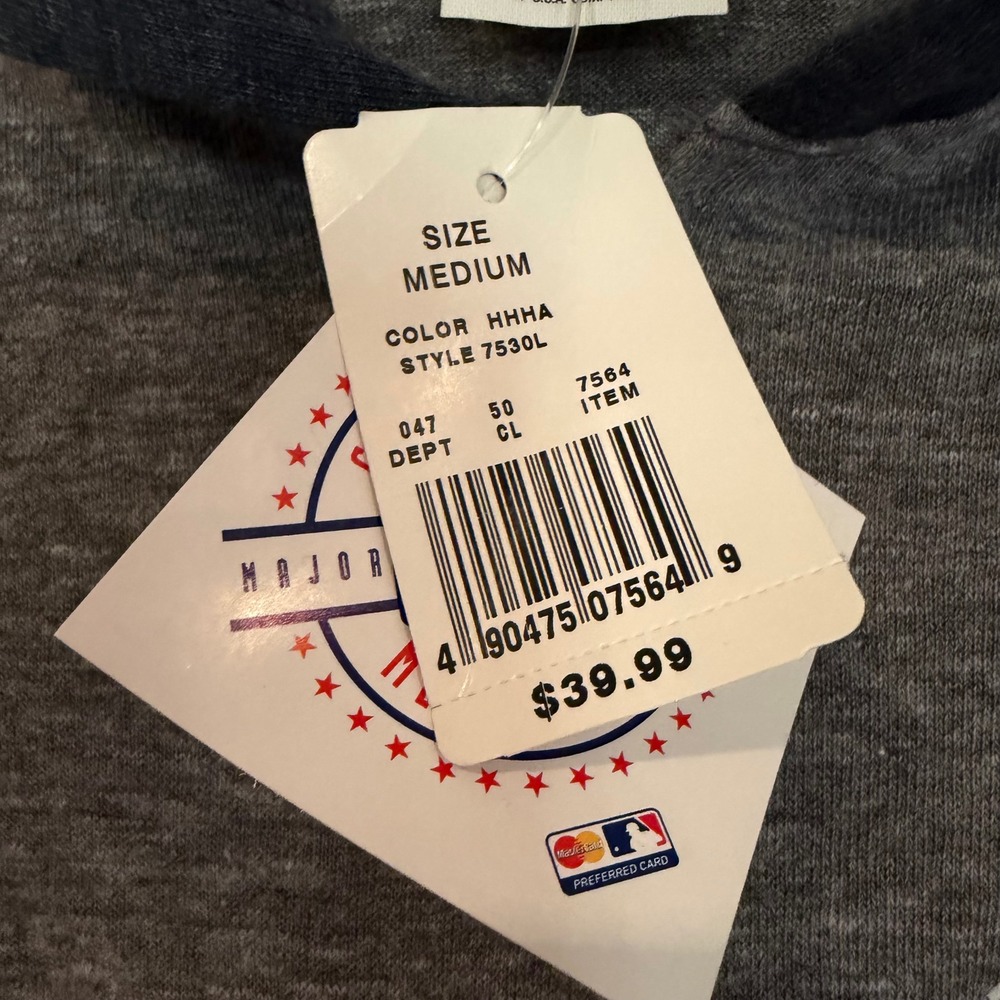 SIZE
MEDIUM
COLOR HHHA
STYLE 7530L
047 50 7564
DEPT CL ITEM
4 90475 07564 9
$39.99
MAJOR
MasterCard
PREFERRED CARD